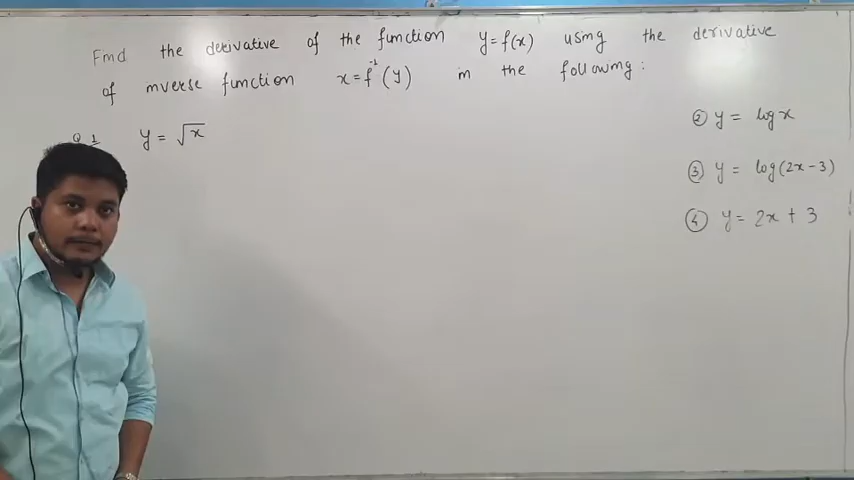 Find the derivative of the function y=f(x) using the derivative
of inverse function x=f⁻¹(y) in the following:
Q.1 y = √x
② y = log x
③ y = log(2x-3)
④ y = 2x + 3